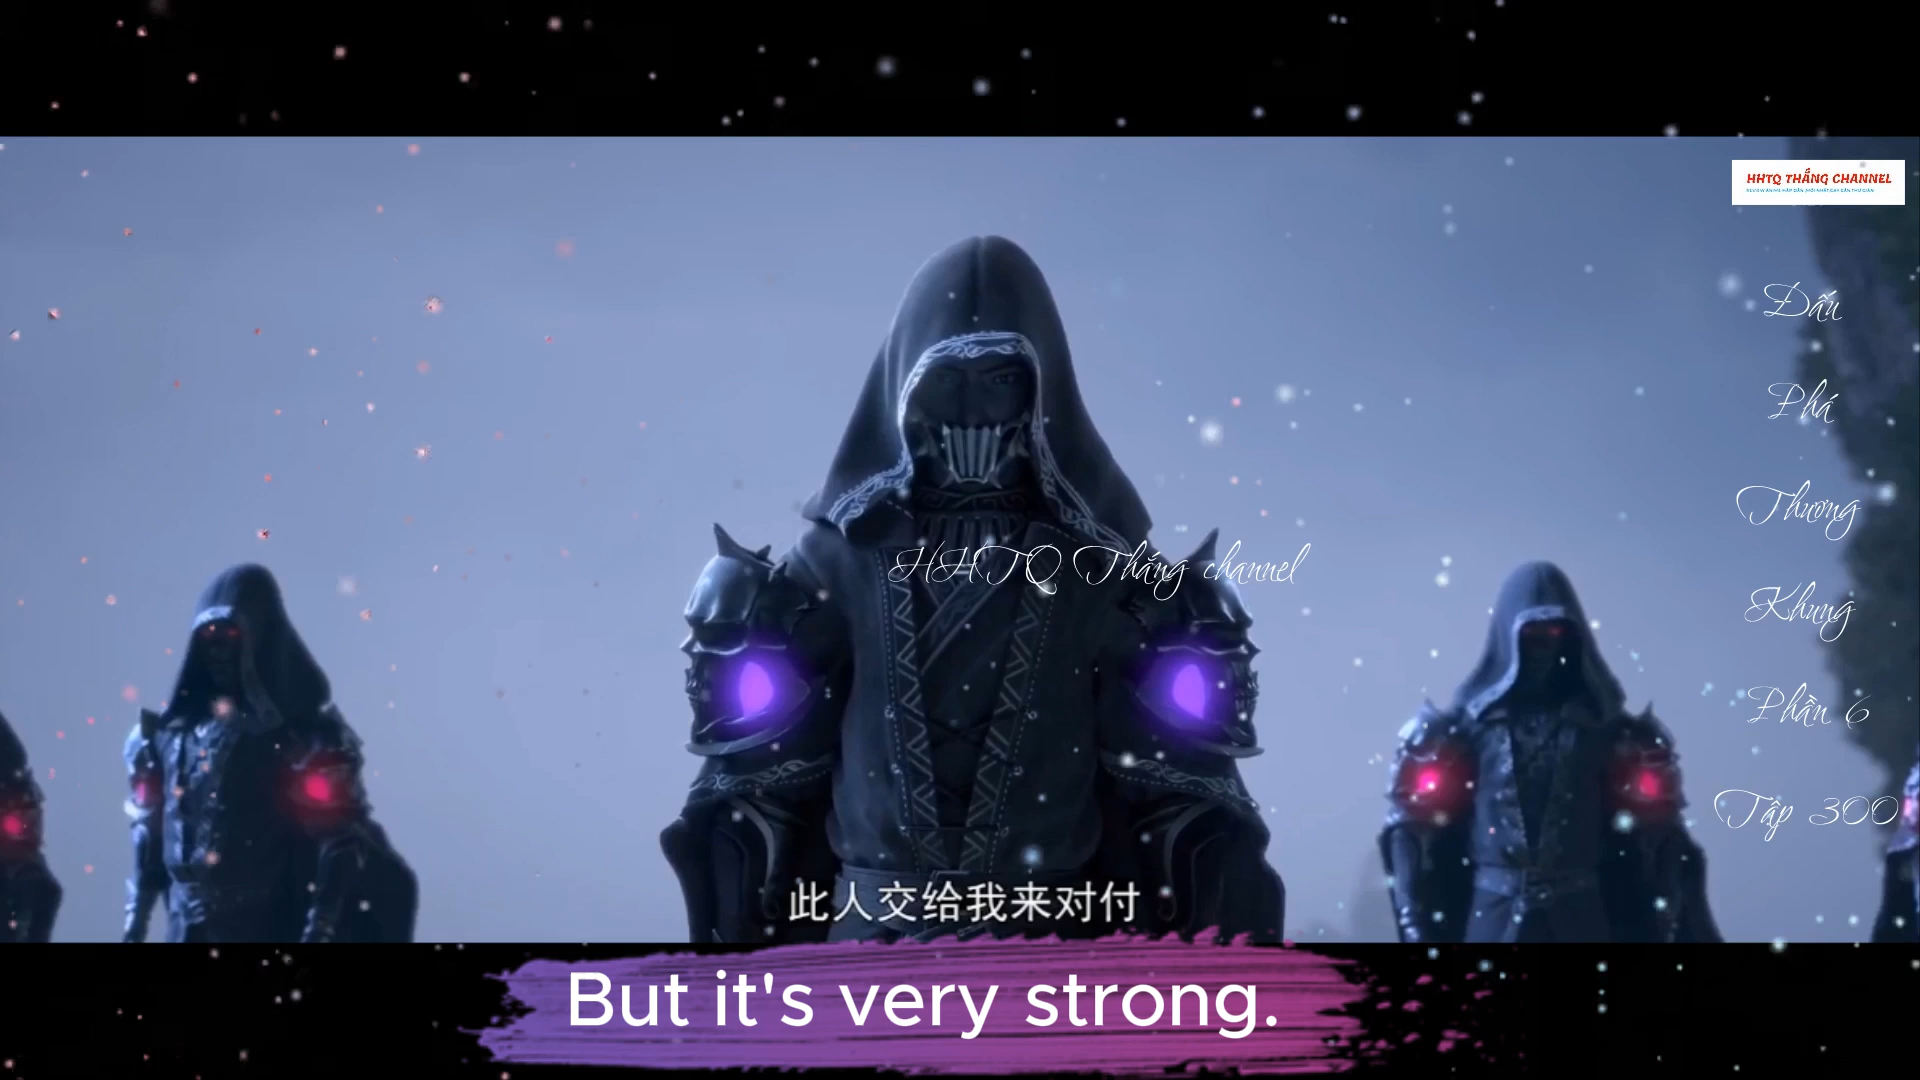 HHTQ THẮNG CHANNEL
Đấu
Phá
Thương
Khung
Phần 6
Tập 300
HHTQ Thắng channel
此人交给我来对付
But it's very strong.